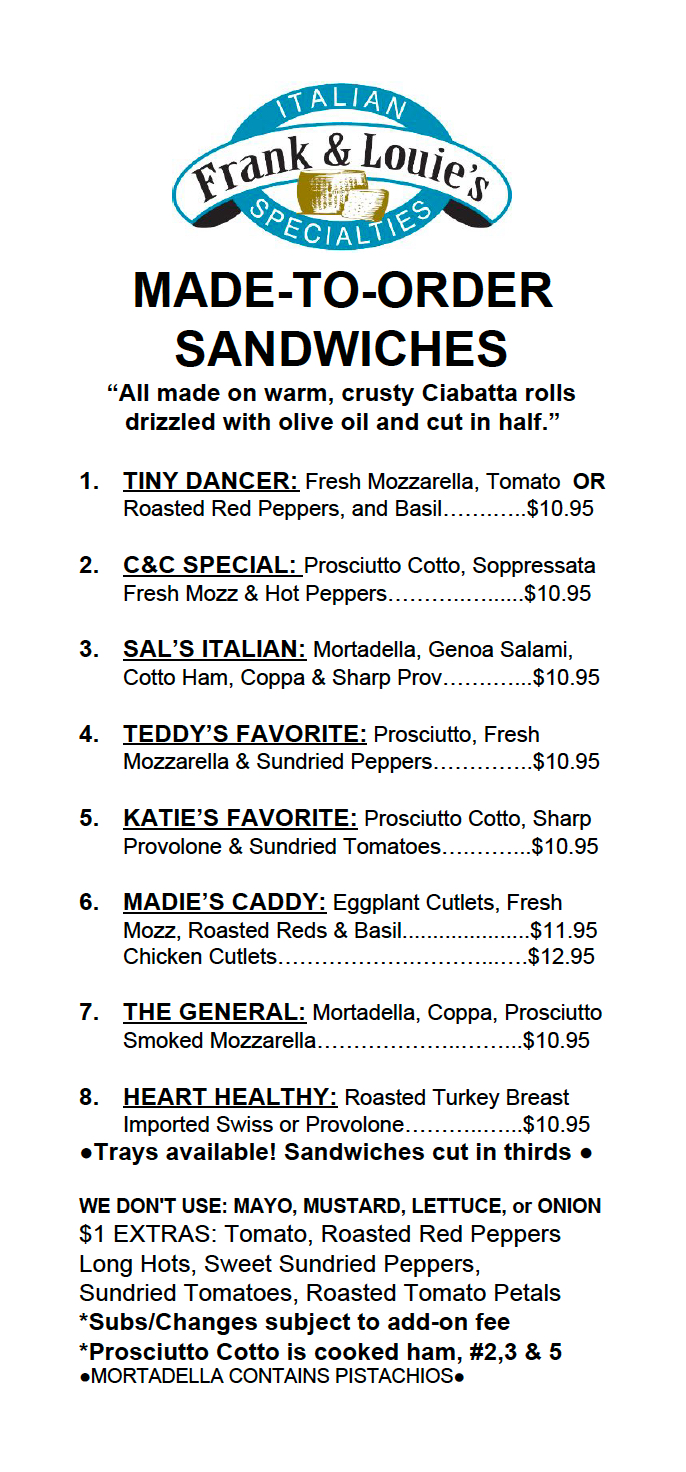 ITALIAN
Frank & Louie's
SPECIALTIES
MADE-TO-ORDER
SANDWICHES
“All made on warm, crusty Ciabatta rolls
drizzled with olive oil and cut in half.”
1. TINY DANCER: Fresh Mozzarella, Tomato OR
Roasted Red Peppers, and Basil…….…..$10.95
2. C&C SPECIAL: Prosciutto Cotto, Soppressata
Fresh Mozz & Hot Peppers………..…......$10.95
3. SAL’S ITALIAN: Mortadella, Genoa Salami,
Cotto Ham, Coppa & Sharp Prov…….…...$10.95
4. TEDDY’S FAVORITE: Prosciutto, Fresh
Mozzarella & Sundried Peppers…………..$10.95
5. KATIE’S FAVORITE: Prosciutto Cotto, Sharp
Provolone & Sundried Tomatoes….……...$10.95
6. MADIE’S CADDY: Eggplant Cutlets, Fresh
Mozz, Roasted Reds & Basil.....................$11.95
Chicken Cutlets……………….………..….$12.95
7. THE GENERAL: Mortadella, Coppa, Prosciutto
Smoked Mozzarella………………..……...$10.95
8. HEART HEALTHY: Roasted Turkey Breast
Imported Swiss or Provolone………..…...$10.95
●Trays available! Sandwiches cut in thirds ●
WE DON'T USE: MAYO, MUSTARD, LETTUCE, or ONION
$1 EXTRAS: Tomato, Roasted Red Peppers
Long Hots, Sweet Sundried Peppers,
Sundried Tomatoes, Roasted Tomato Petals
*Subs/Changes subject to add-on fee
*Prosciutto Cotto is cooked ham, #2,3 & 5
●MORTADELLA CONTAINS PISTACHIOS●